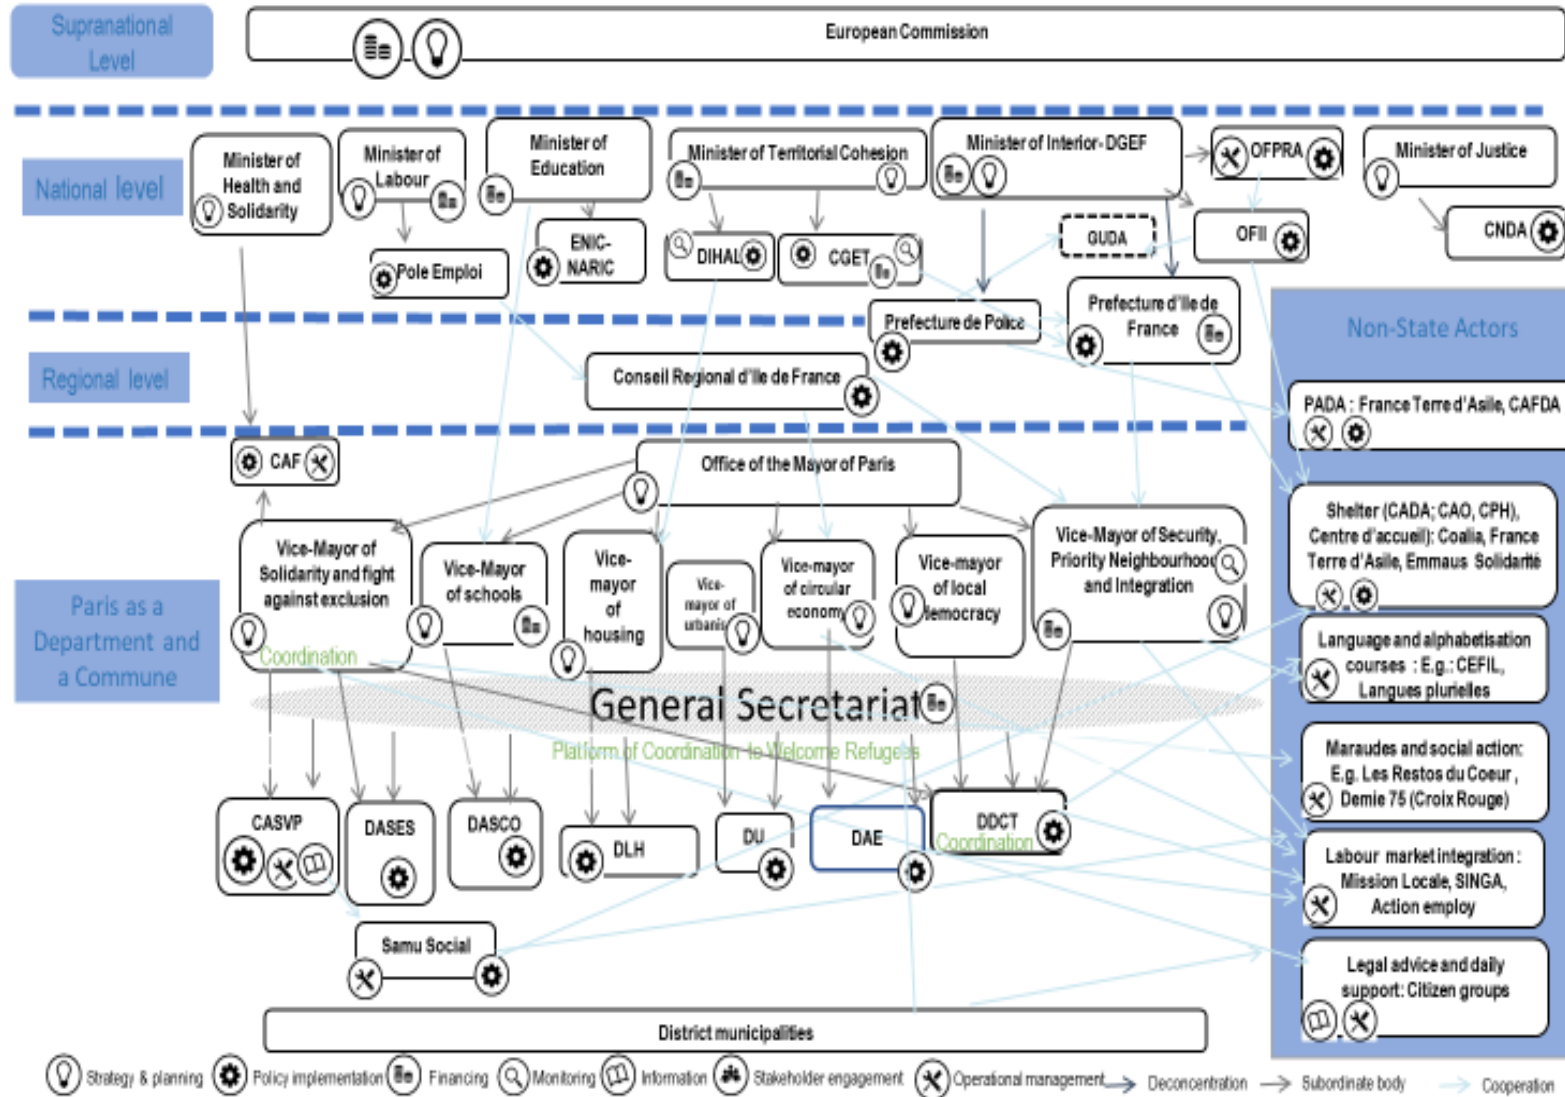 Supranational
Level
European Commission
National level
Minister of
Health and
Solidarity
Minister of
Labour
Minister of
Education
Minister of Territorial Cohesion
Minister of Interior- DGEF
OFPRA
Minister of Justice
Pole Emploi
ENIC-
NARIC
DIHAL
CGET
GUDA
OFII
CNDA
Prefecture de Police
Prefecture d'Ile de
France
Regional level
Conseil Regional d'Ile de France
Non-State Actors
PADA : France Terre d'Asile, CAFDA
Shelter (CADA; CAO, CPH),
Centre d'accueil): Coalia, France
Terre d'Asile, Emmaus Solidarité
Language and alphabetisation
courses : E.g.: CEFIL,
Langues plurielles
Maraudes and social action:
E.g. Les Restos du Coeur ,
Demie 75 (Croix Rouge)
Labour market integration :
Mission Locale, SINGA,
Action employ
Legal advice and daily
support: Citizen groups
Paris as a
Department and
a Commune
CAF
Office of the Mayor of Paris
Vice-Mayor of
Solidarity and fight
against exclusion
Coordination
Vice-Mayor
of schools
Vice-
mayor
of
housing
Vice-
mayor of
urbanis
Vice-mayor
of circular
economy
Vice-mayor
of local
democracy
Vice-Mayor of Security,
Priority Neighbourhood
and Integration
General Secretariat
Platform of Coordination to Welcome Refugees
CASVP
DASES
DASCO
DLH
DU
DAE
DDCT
Coordination
Samu Social
District municipalities
Strategy & planning
Policy implementation
Financing
Monitoring
Information
Stakeholder engagement
Operational management
Deconcentration
Subordinate body
Cooperation